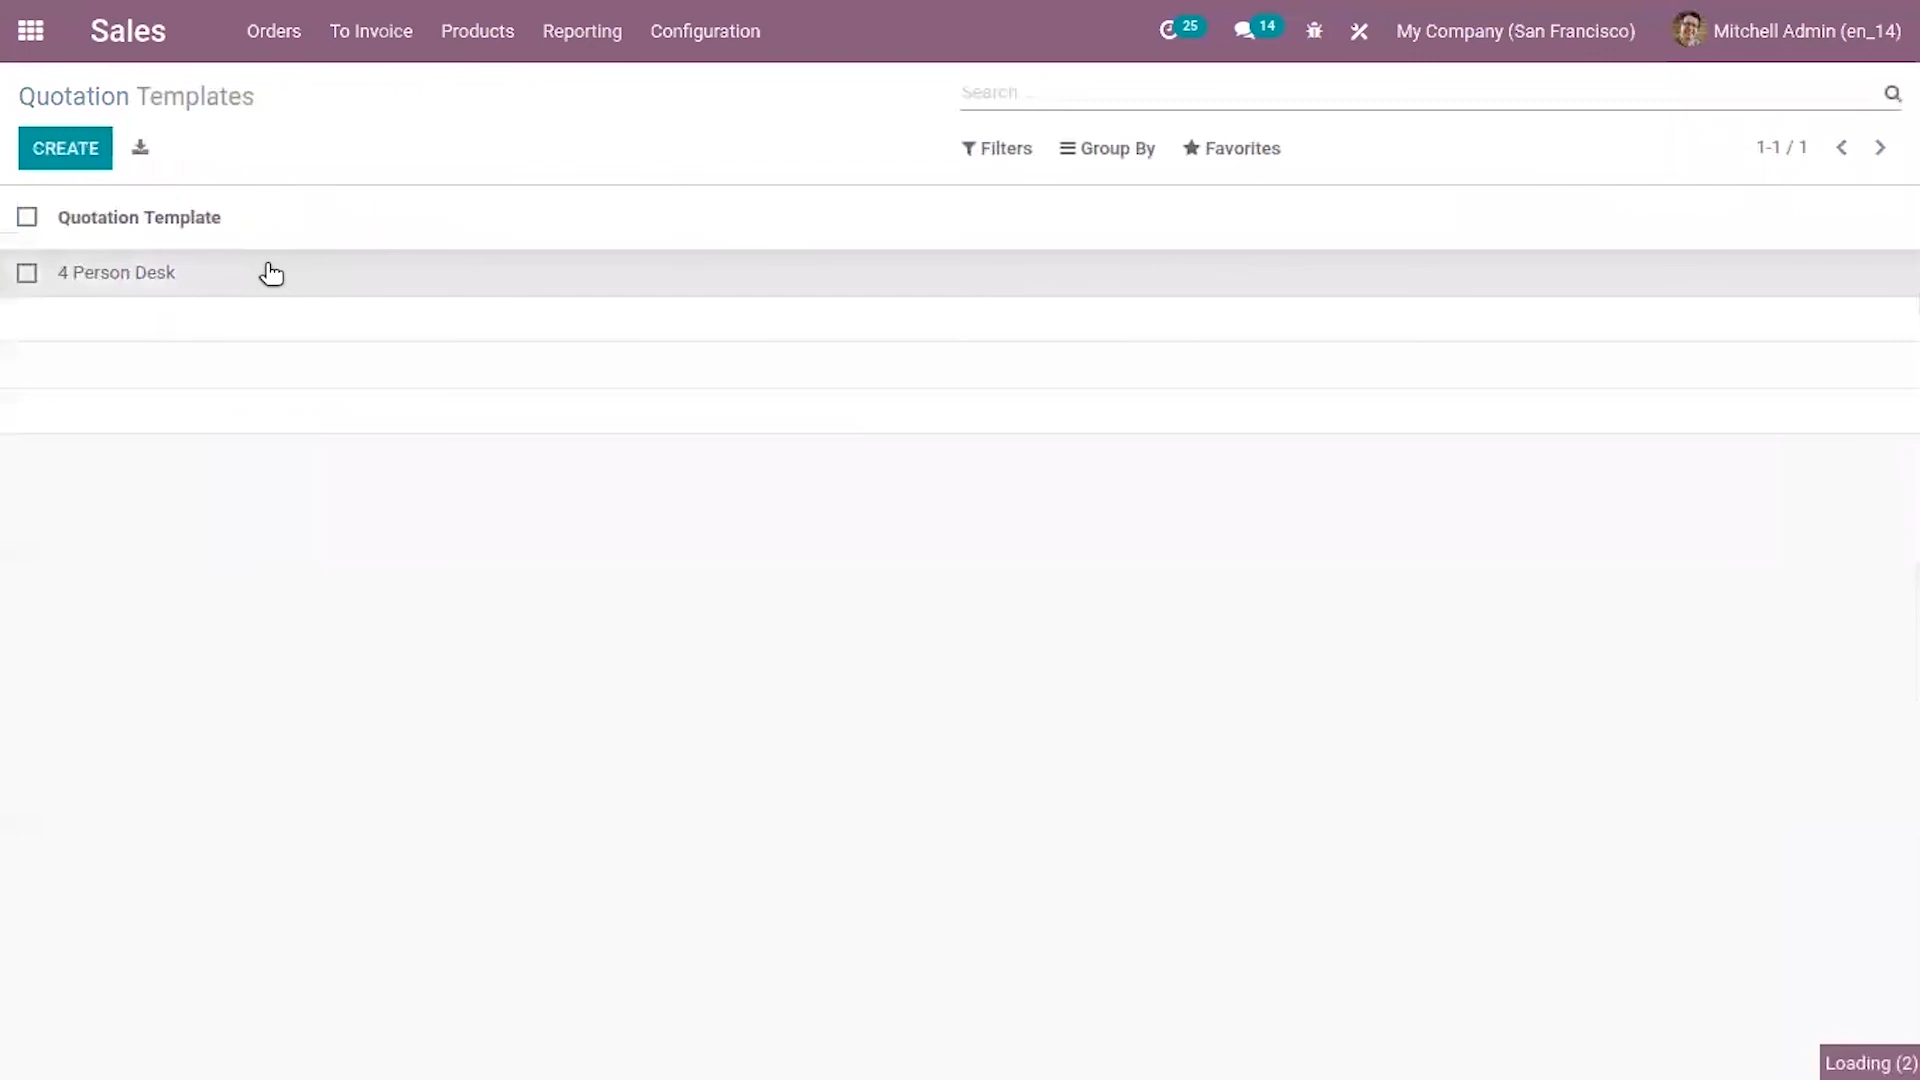 Sales Orders To Invoice Products Reporting Configuration 25 14 My Company (San Francisco) Mitchell Admin (en_14)
Quotation Templates
Search ...
CREATE
Filters Group By Favorites 1-1 / 1
Quotation Template
4 Person Desk
Loading (2)